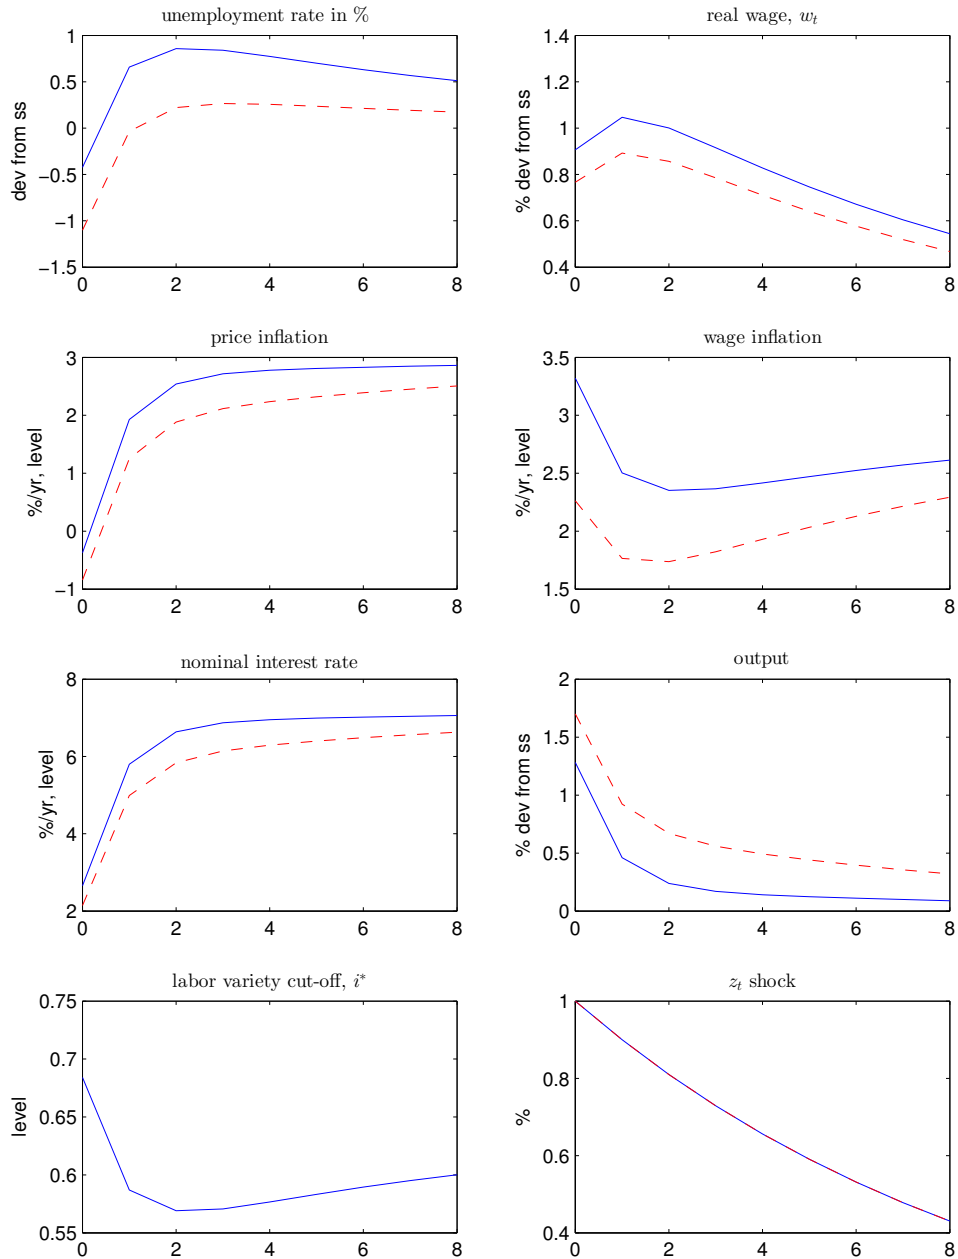 unemployment rate in %
dev from ss
1
0.5
0
−0.5
−1
−1.5
0 2 4 6 8
real wage, wₜ
% dev from ss
1.4
1.2
1
0.8
0.6
0.4
0 2 4 6 8
price inflation
%/yr, level
3
2
1
0
−1
0 2 4 6 8
wage inflation
%/yr, level
3.5
3
2.5
2
1.5
0 2 4 6 8
nominal interest rate
%/yr, level
8
6
4
2
0 2 4 6 8
output
% dev from ss
2
1.5
1
0.5
0
0 2 4 6 8
labor variety cut-off, i*
level
0.75
0.7
0.65
0.6
0.55
0 2 4 6 8
zₜ shock
%
1
0.8
0.6
0.4
0 2 4 6 8